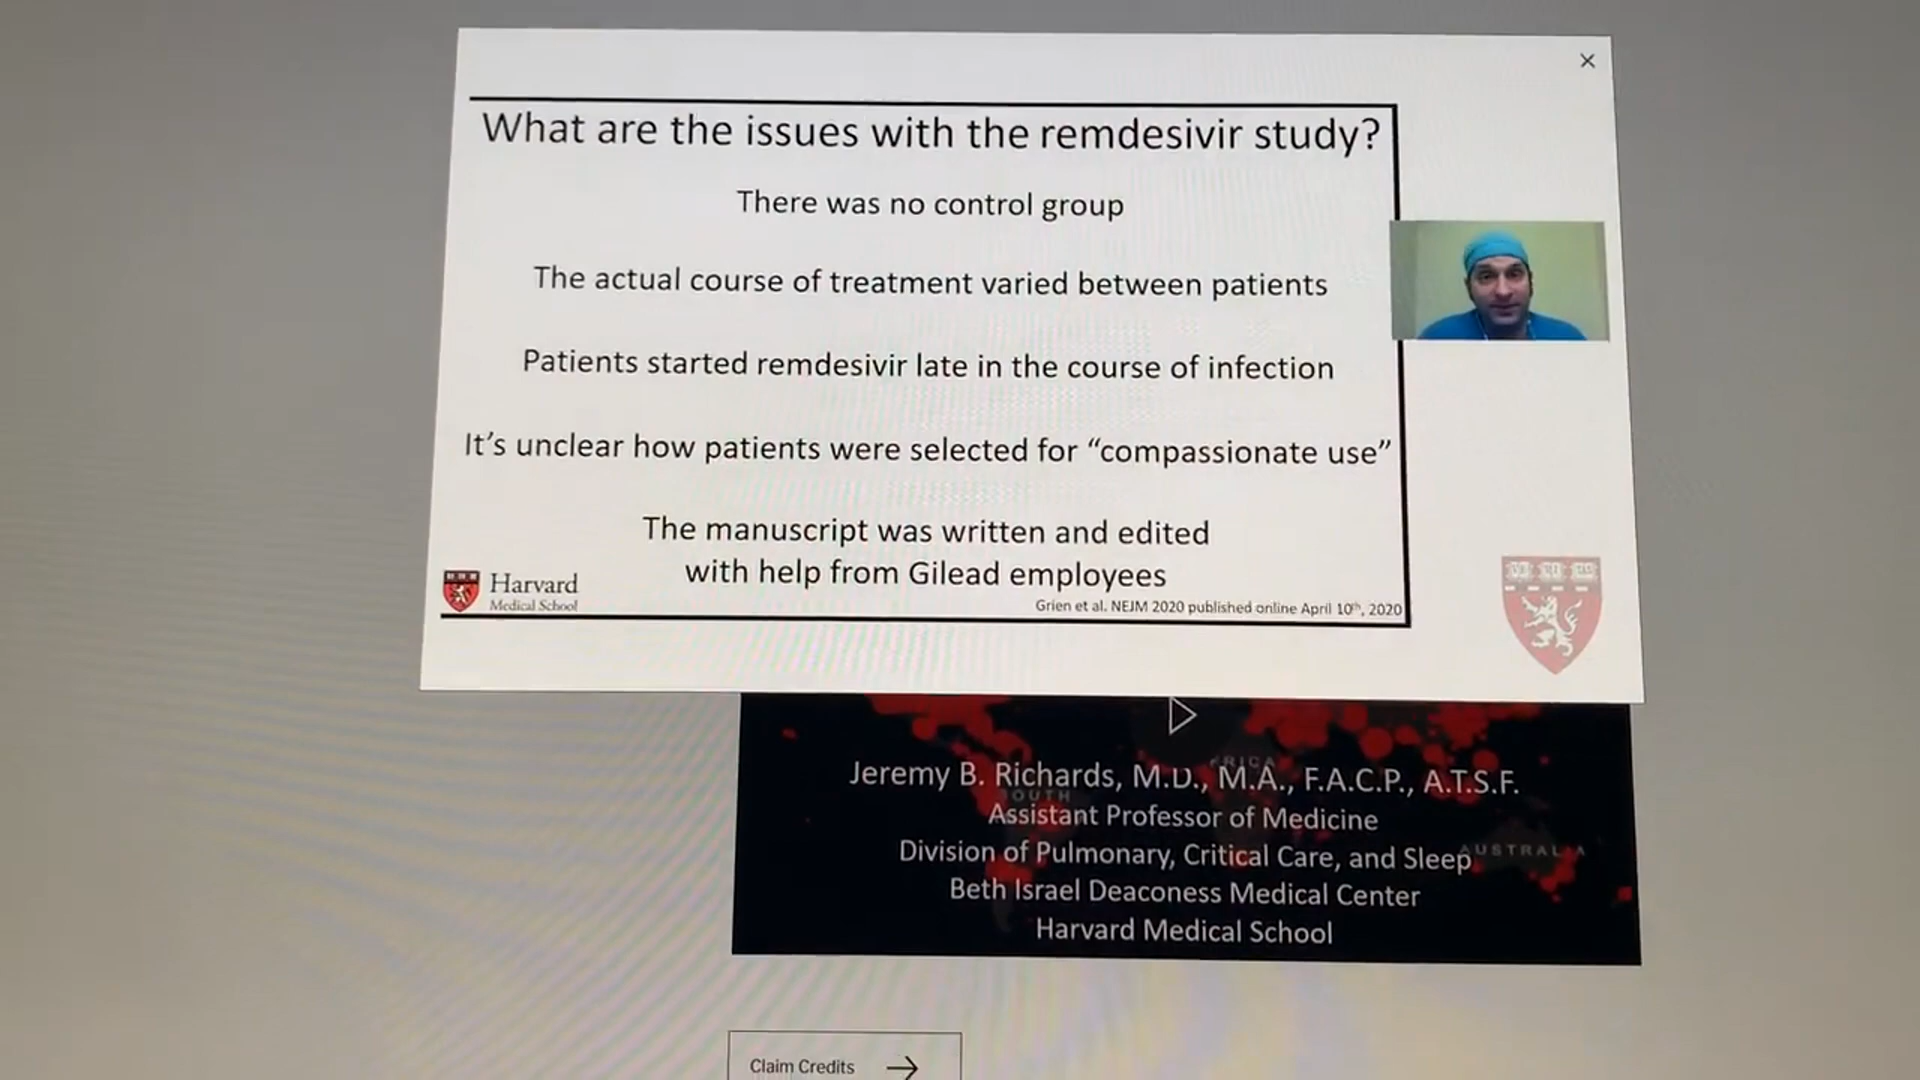 What are the issues with the remdesivir study?
There was no control group
The actual course of treatment varied between patients
Patients started remdesivir late in the course of infection
It's unclear how patients were selected for “compassionate use”
The manuscript was written and edited
with help from Gilead employees
Harvard
Medical School
Grien et al. NEJM 2020 published online April 10th, 2020
Jeremy B. Richards, M.D., M.A., F.A.C.P., A.T.S.F.
Assistant Professor of Medicine
Division of Pulmonary, Critical Care, and Sleep
AUSTRALIA
Beth Israel Deaconess Medical Center
Harvard Medical School
Claim Credits